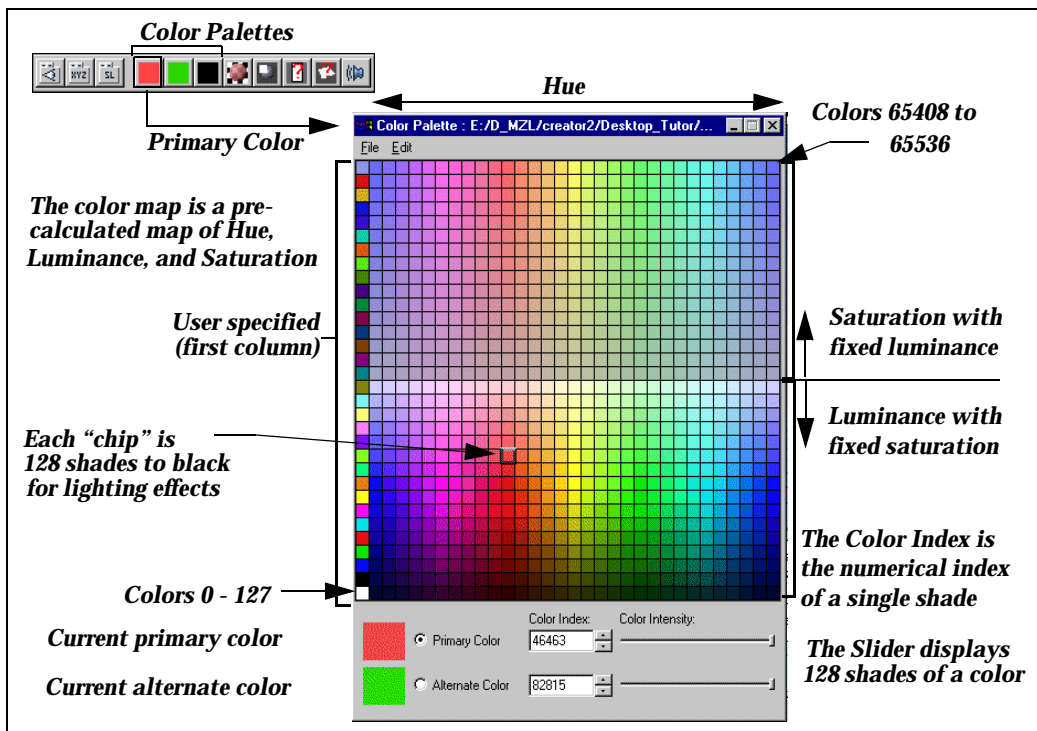 Color Palettes
XYZ
SL
Hue
Primary Color
Colors 65408 to
65536
Color Palette : E:/D_MZL/creator2/Desktop_Tutor/...
File Edit
The color map is a pre-
calculated map of Hue,
Luminance, and Saturation
User specified
(first column)
Saturation with
fixed luminance
Luminance with
fixed saturation
Each “chip” is
128 shades to black
for lighting effects
The Color Index is
the numerical index
of a single shade
Colors 0 - 127
Color Index: Color Intensity:
Current primary color
Primary Color 46463
The Slider displays
128 shades of a color
Current alternate color
Alternate Color 82815